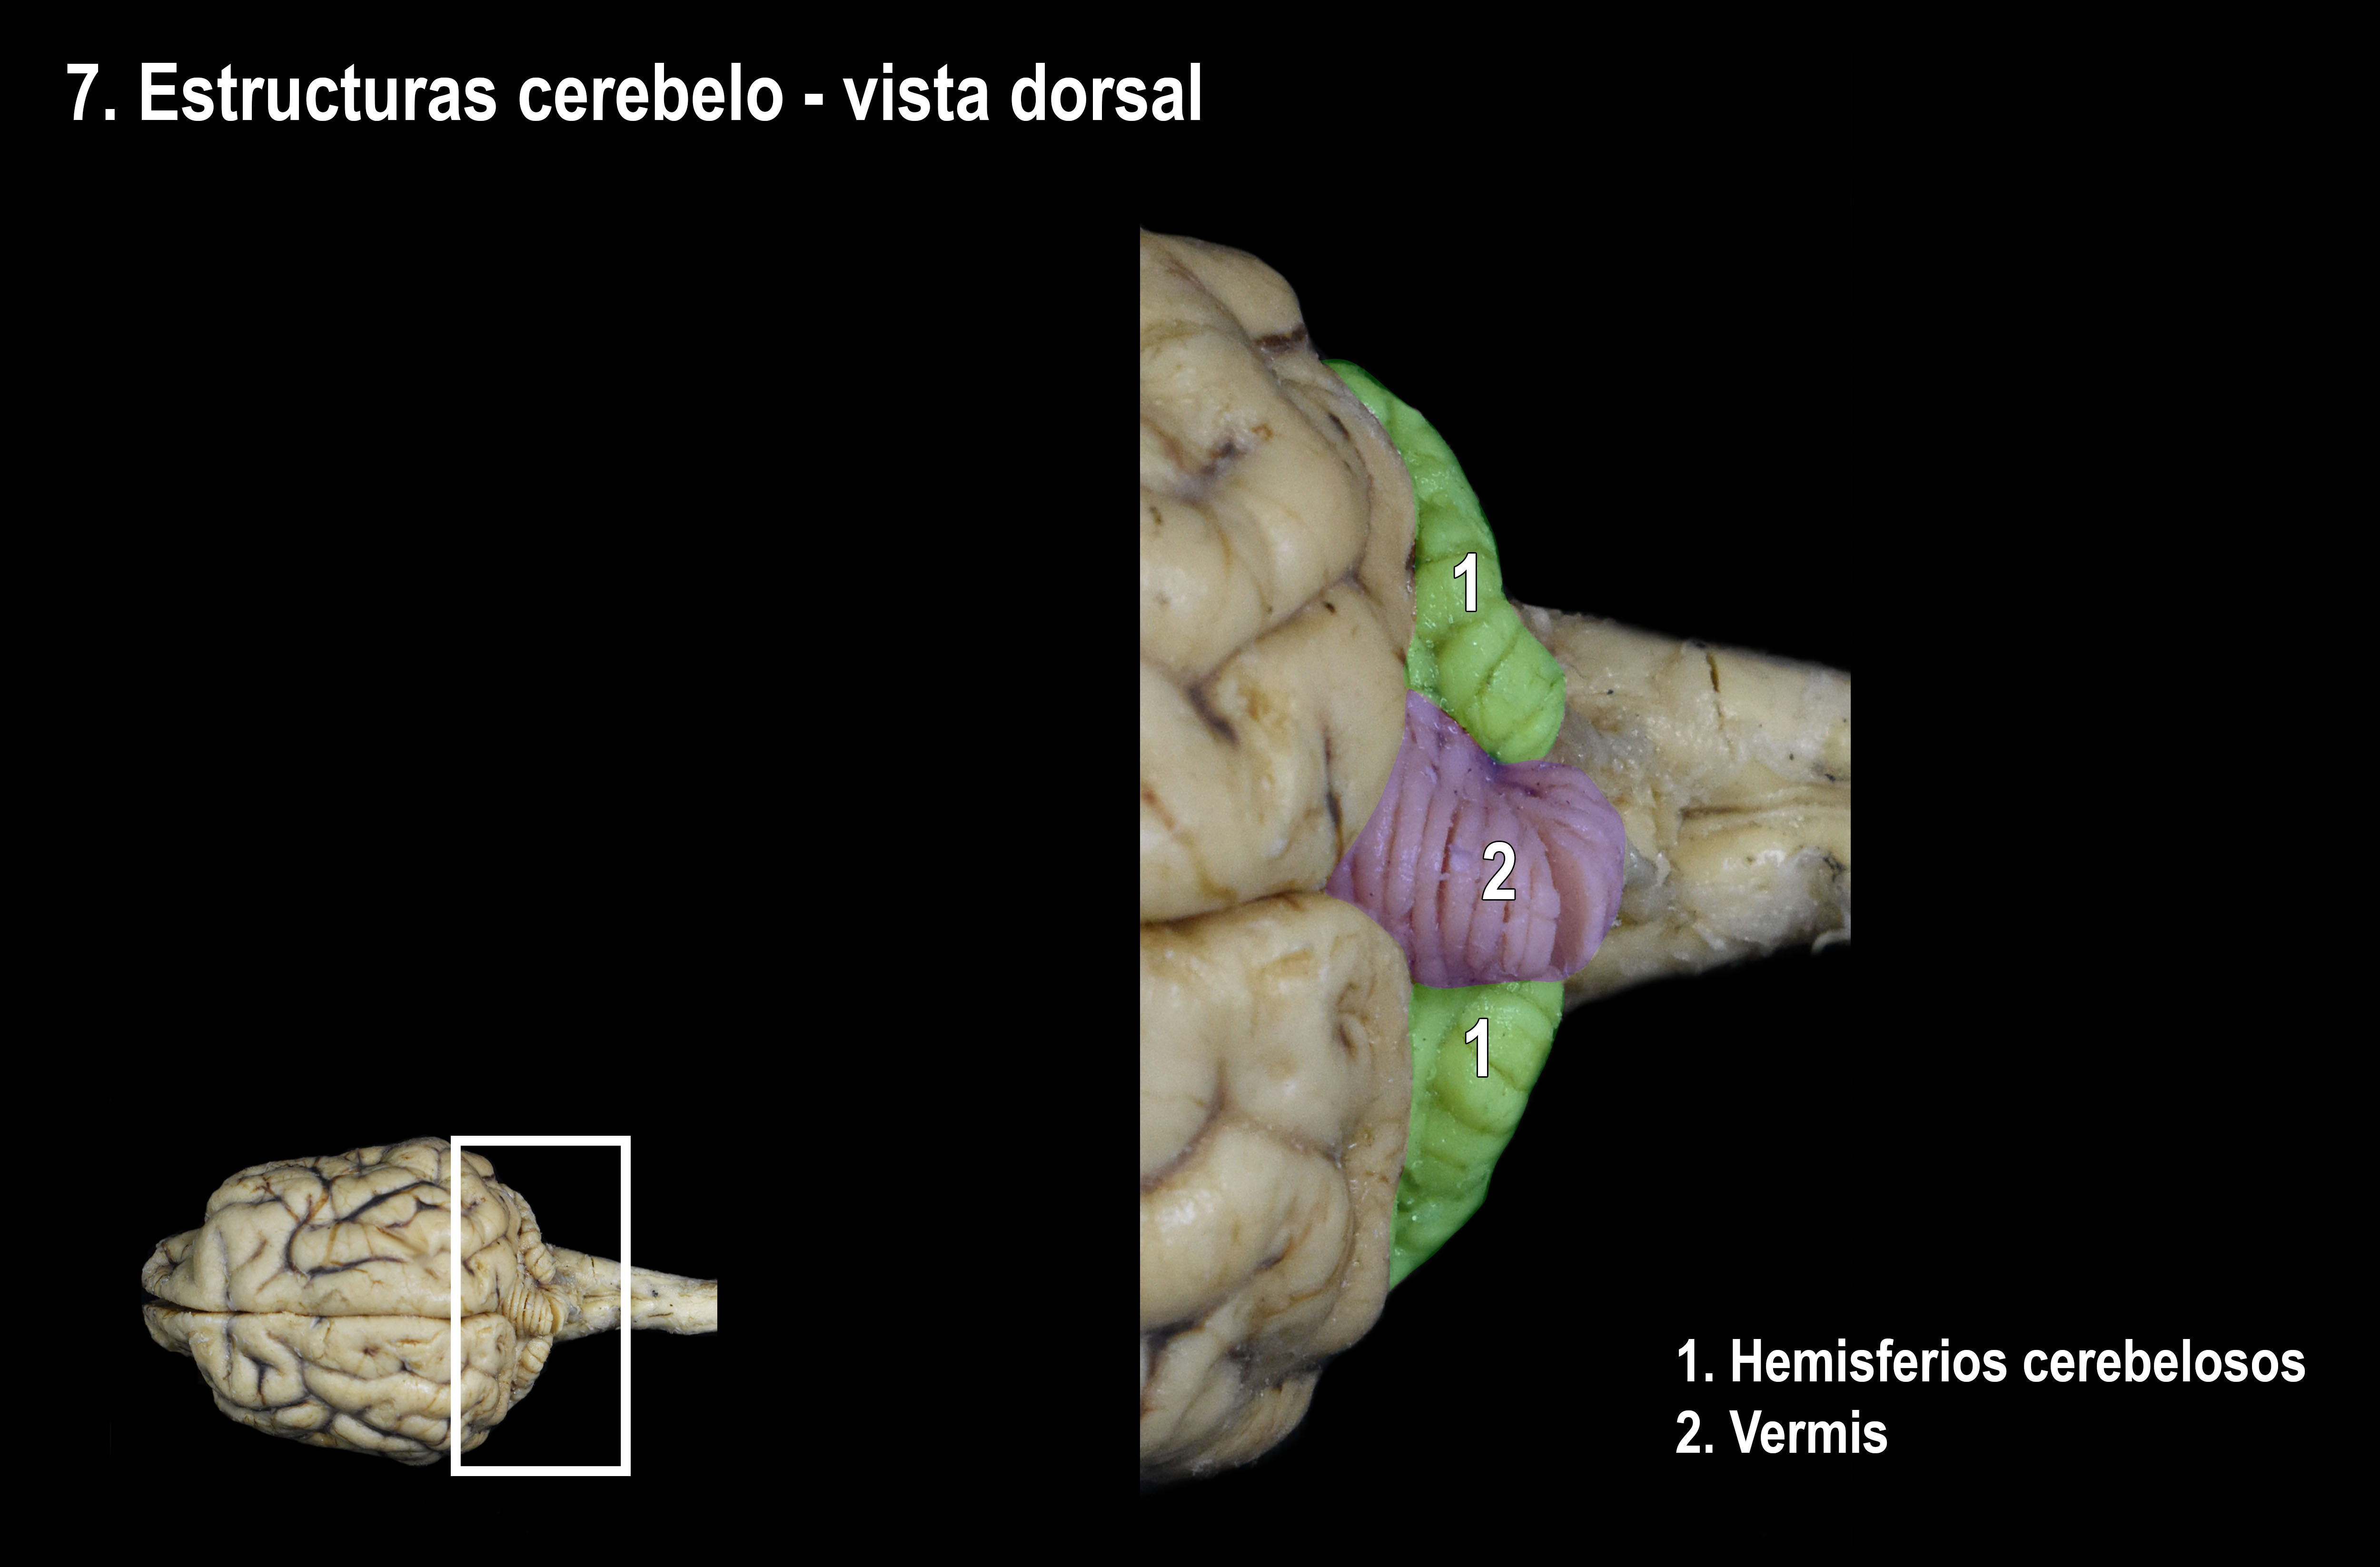 7. Estructuras cerebelo - vista dorsal
1
2
1
1. Hemisferios cerebelosos
2. Vermis